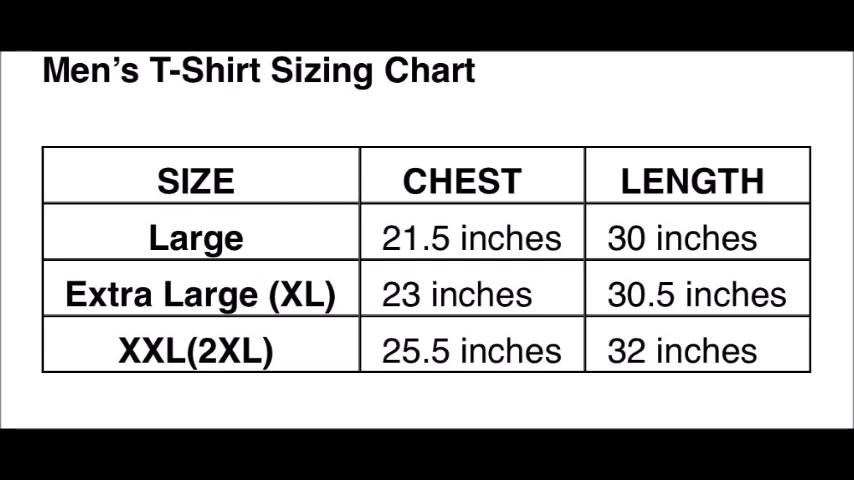 Men’s T-Shirt Sizing Chart
SIZE CHEST LENGTH
Large 21.5 inches 30 inches
Extra Large (XL) 23 inches 30.5 inches
XXL(2XL) 25.5 inches 32 inches